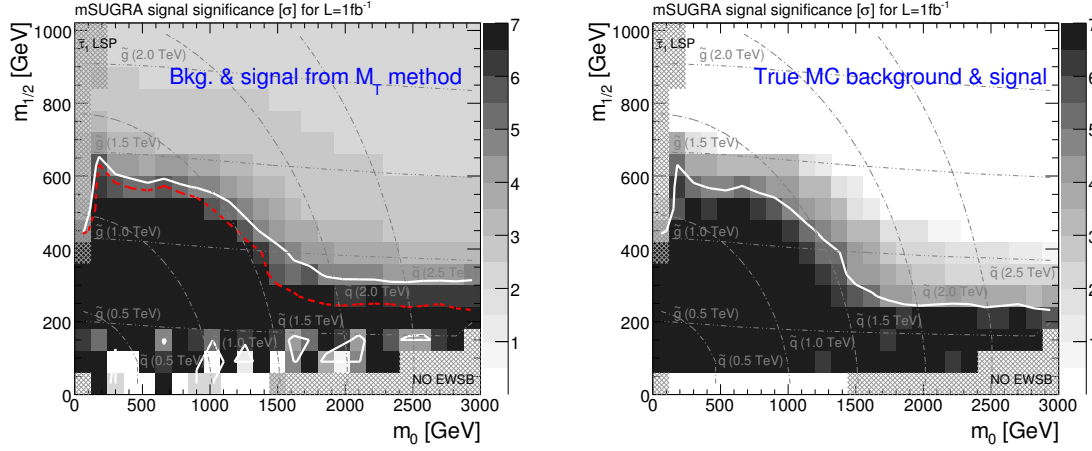 mSUGRA signal significance [σ] for L=1fb⁻¹
m₁/₂ [GeV]
1000
800
600
400
200
0
τ̃₁ LSP
g̃ (2.0 TeV)
Bkg. & signal from M_T method
g̃ (1.5 TeV)
g̃ (1.0 TeV)
q̃ (2.5 TeV)
q̃ (2.0 TeV)
g̃ (0.5 TeV)
q̃ (1.5 TeV)
q̃ (1.0 TeV)
q̃ (0.5 TeV)
NO EWSB
0 500 1000 1500 2000 2500 3000
m₀ [GeV]
7
6
5
4
3
2
1
mSUGRA signal significance [σ] for L=1fb⁻¹
m₁/₂ [GeV]
1000
800
600
400
200
0
τ̃₁ LSP
g̃ (2.0 TeV)
True MC background & signal
g̃ (1.5 TeV)
g̃ (1.0 TeV)
q̃ (2.5 TeV)
q̃ (2.0 TeV)
g̃ (0.5 TeV)
q̃ (1.5 TeV)
q̃ (1.0 TeV)
q̃ (0.5 TeV)
NO EWSB
0 500 1000 1500 2000 2500 3000
m₀ [GeV]